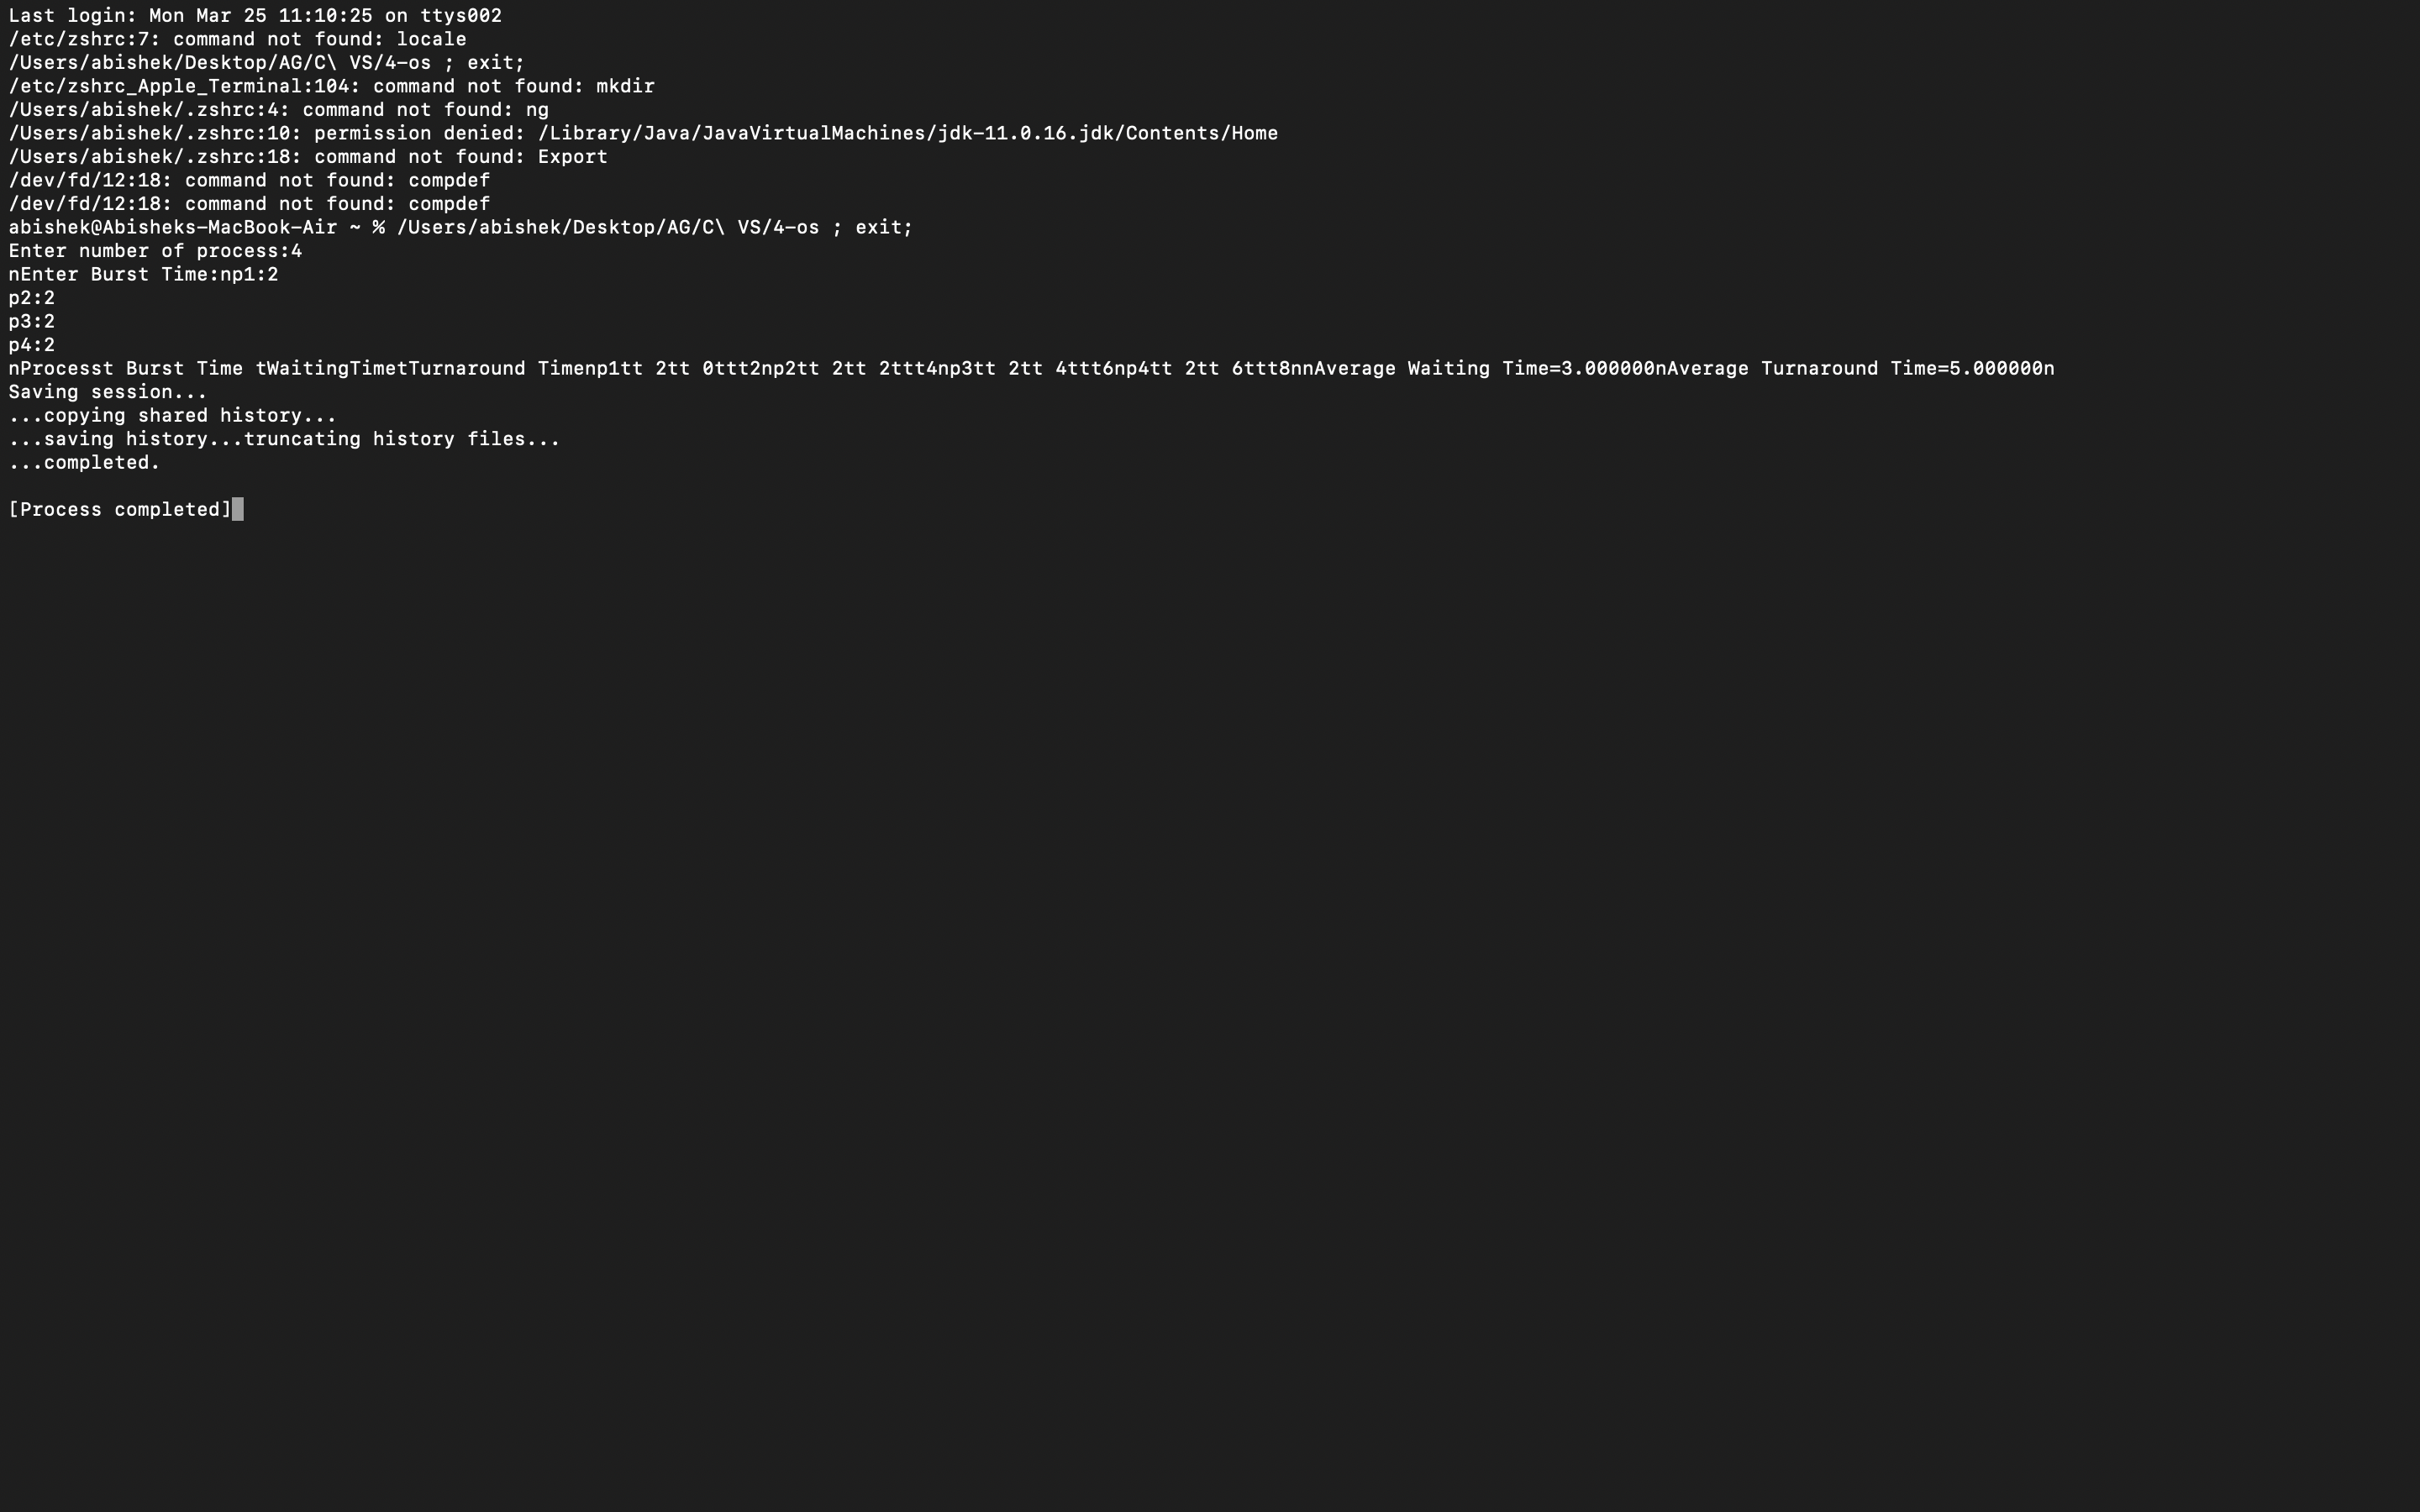 Last login: Mon Mar 25 11:10:25 on ttys002
/etc/zshrc:7: command not found: locale
/Users/abishek/Desktop/AG/C\ VS/4-os ; exit;
/etc/zshrc_Apple_Terminal:104: command not found: mkdir
/Users/abishek/.zshrc:4: command not found: ng
/Users/abishek/.zshrc:10: permission denied: /Library/Java/JavaVirtualMachines/jdk-11.0.16.jdk/Contents/Home
/Users/abishek/.zshrc:18: command not found: Export
/dev/fd/12:18: command not found: compdef
/dev/fd/12:18: command not found: compdef
abishek@Abisheks-MacBook-Air ~ % /Users/abishek/Desktop/AG/C\ VS/4-os ; exit;
Enter number of process:4
nEnter Burst Time:np1:2
p2:2
p3:2
p4:2
nProcesst Burst Time tWaitingTimetTurnaround Timenp1tt 2tt 0ttt2np2tt 2tt 2ttt4np3tt 2tt 4ttt6np4tt 2tt 6ttt8nnAverage Waiting Time=3.000000nAverage Turnaround Time=5.000000n
Saving session...
...copying shared history...
...saving history...truncating history files...
...completed.
[Process completed]